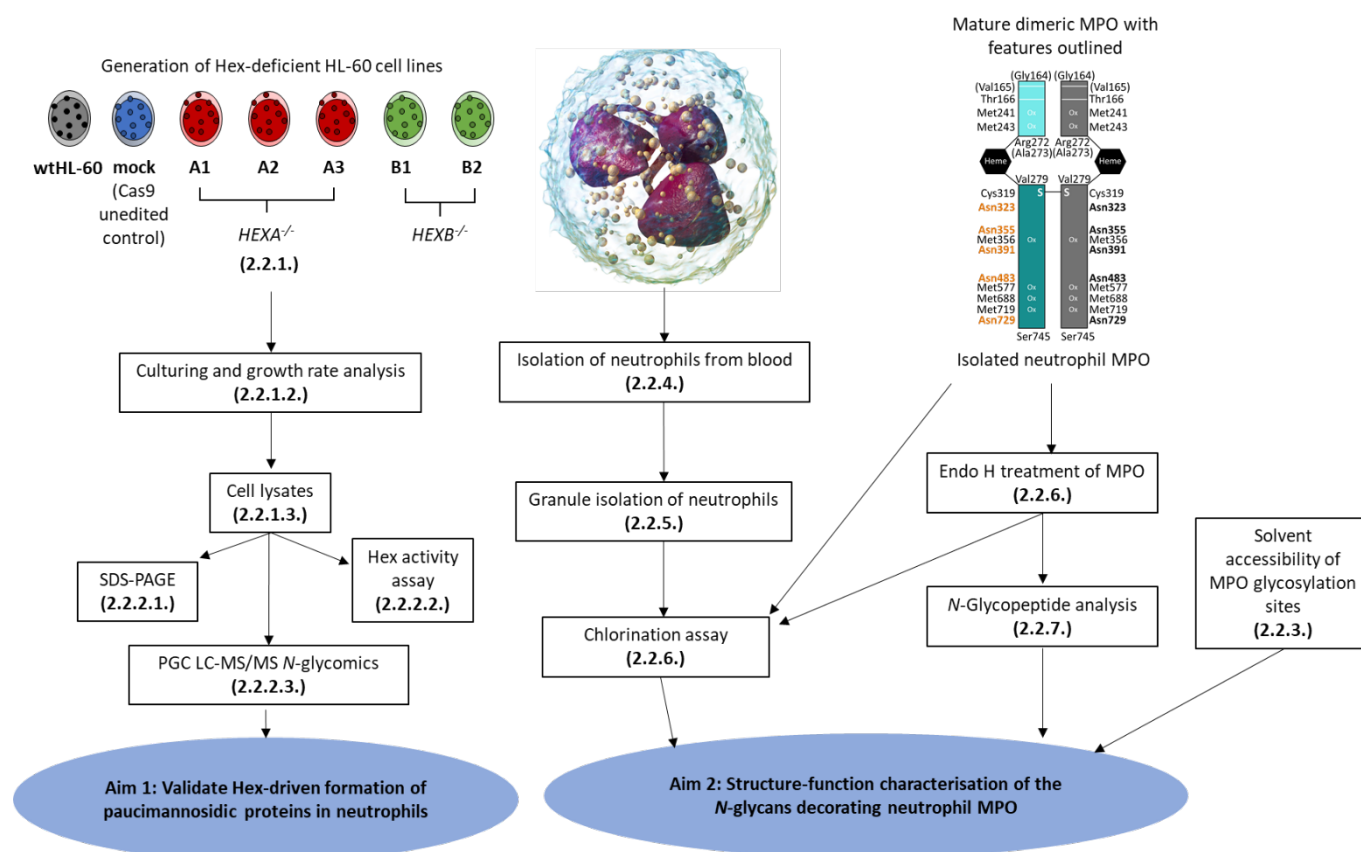 Generation of Hex-deficient HL-60 cell lines
wtHL-60
mock
(Cas9
unedited
control)
A1
A2
A3
B1
B2
HEXA-/-
(2.2.1.)
HEXB-/-
Culturing and growth rate analysis
(2.2.1.2.)
Cell lysates
(2.2.1.3.)
SDS-PAGE
(2.2.2.1.)
Hex activity
assay
(2.2.2.2.)
PGC LC-MS/MS N-glycomics
(2.2.2.3.)
Aim 1: Validate Hex-driven formation of
paucimannosidic proteins in neutrophils
Isolation of neutrophils from blood
(2.2.4.)
Granule isolation of neutrophils
(2.2.5.)
Chlorination assay
(2.2.6.)
Mature dimeric MPO with
features outlined
(Gly164) (Gly164)
(Val165)
Thr166
Met241
Met243
Ox
Ox
Ox
Ox
(Val165)
Thr166
Met241
Met243
Arg272 Arg272
(Ala273) (Ala273)
Heme
Heme
Val279 Val279
Cys319
S
S
Cys319
Asn323
Asn323
Asn355
Met356
Asn391
Ox
Ox
Asn355
Met356
Asn391
Asn483
Met577
Met688
Met719
Asn729
Ox
Ox
Ox
Ox
Ox
Ox
Asn483
Met577
Met688
Met719
Asn729
Ser745 Ser745
Isolated neutrophil MPO
Endo H treatment of MPO
(2.2.6.)
N-Glycopeptide analysis
(2.2.7.)
Solvent
accessibility of
MPO glycosylation
sites
(2.2.3.)
Aim 2: Structure-function characterisation of the
N-glycans decorating neutrophil MPO